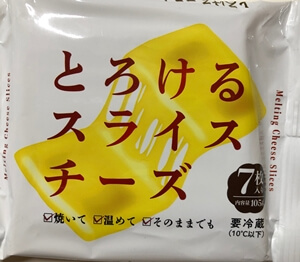 とろける
スライス
チーズ
7枚入り
内容量105g
☑焼いて ☑温めて ☑そのままでも
要冷蔵
(10℃以下)
Melting Cheese Slices
Melting Cheese Slices